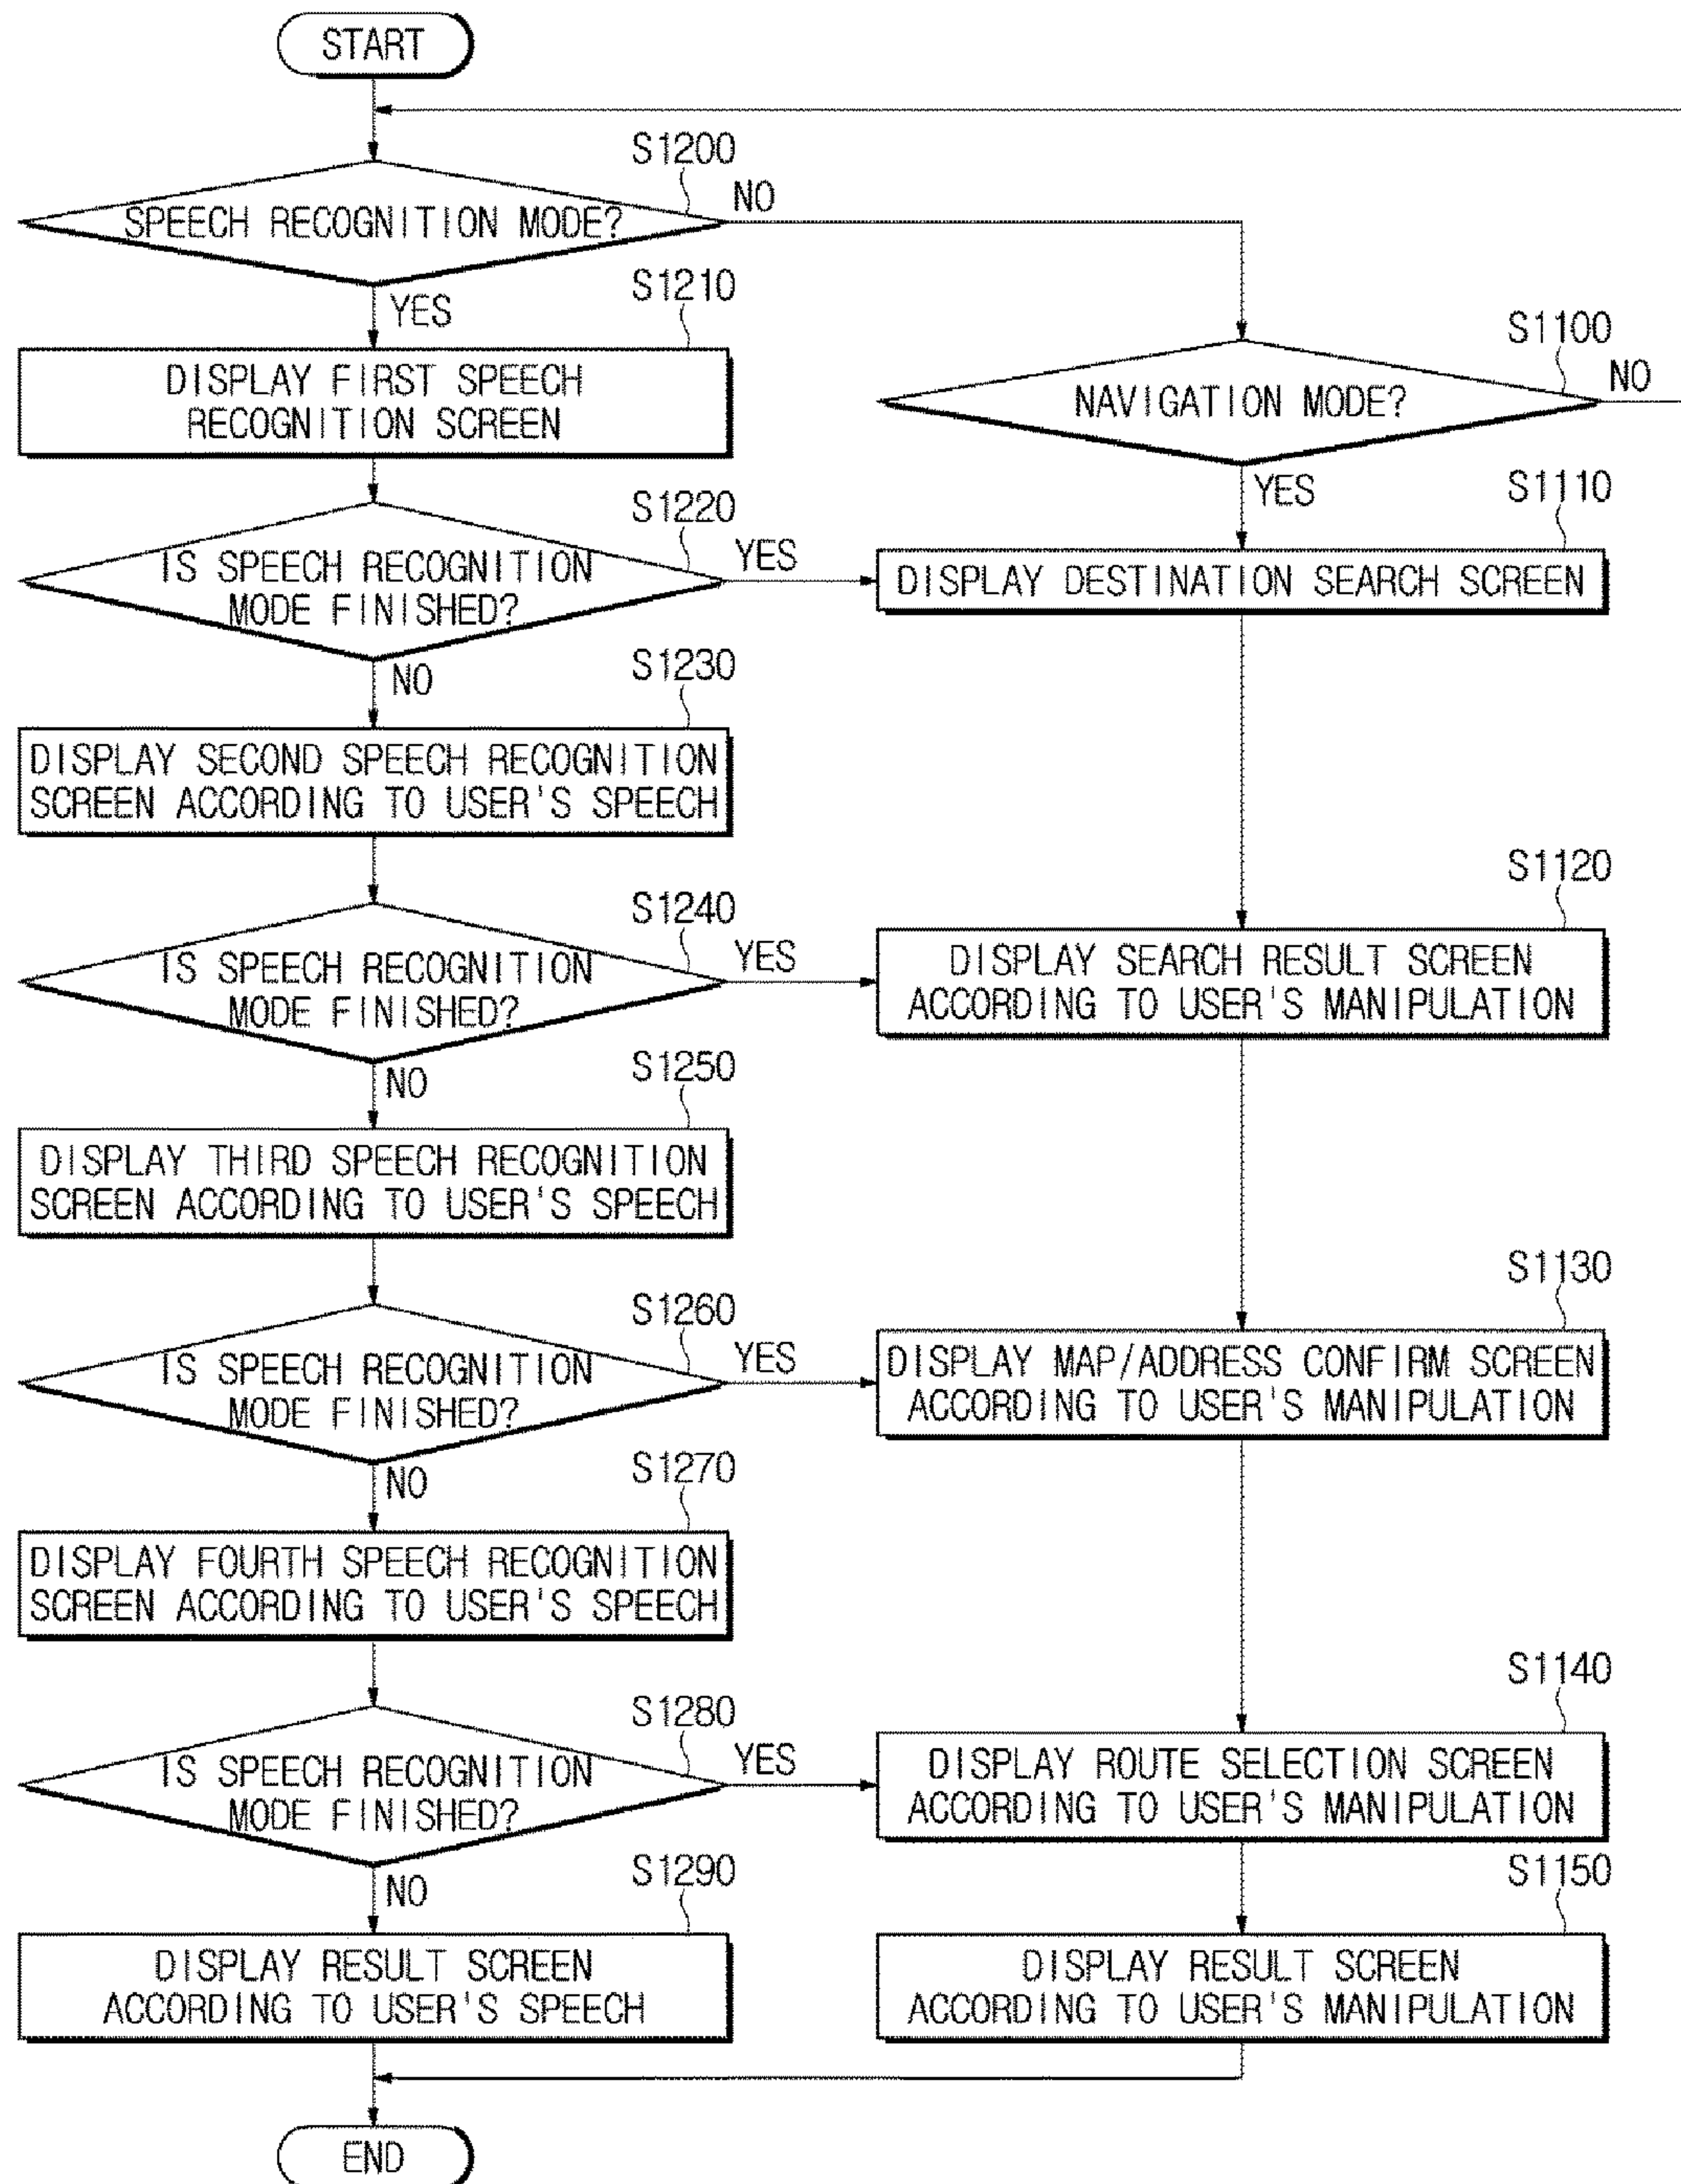 START
S1200
SPEECH RECOGNITION MODE?
NO
YES
S1210
DISPLAY FIRST SPEECH
RECOGNITION SCREEN
S1100
NAVIGATION MODE?
NO
YES
S1220
IS SPEECH RECOGNITION
MODE FINISHED?
YES
NO
S1110
DISPLAY DESTINATION SEARCH SCREEN
S1230
DISPLAY SECOND SPEECH RECOGNITION
SCREEN ACCORDING TO USER'S SPEECH
S1240
IS SPEECH RECOGNITION
MODE FINISHED?
YES
NO
S1120
DISPLAY SEARCH RESULT SCREEN
ACCORDING TO USER'S MANIPULATION
S1250
DISPLAY THIRD SPEECH RECOGNITION
SCREEN ACCORDING TO USER'S SPEECH
S1260
IS SPEECH RECOGNITION
MODE FINISHED?
YES
NO
S1130
DISPLAY MAP/ADDRESS CONFIRM SCREEN
ACCORDING TO USER'S MANIPULATION
S1270
DISPLAY FOURTH SPEECH RECOGNITION
SCREEN ACCORDING TO USER'S SPEECH
S1280
IS SPEECH RECOGNITION
MODE FINISHED?
YES
NO
S1140
DISPLAY ROUTE SELECTION SCREEN
ACCORDING TO USER'S MANIPULATION
S1290
DISPLAY RESULT SCREEN
ACCORDING TO USER'S SPEECH
S1150
DISPLAY RESULT SCREEN
ACCORDING TO USER'S MANIPULATION
END